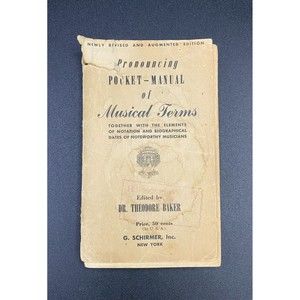 NEWLY REVISED AND AUGMENTED EDITION
Pronouncing
POCKET-MANUAL
of
Musical Terms
TOGETHER WITH THE ELEMENTS
OF NOTATION AND BIOGRAPHICAL
DATES OF NOTEWORTHY MUSICIANS
Edited by
DR. THEODORE BAKER
Price, 50 cents
(In U.S.A.)
G. SCHIRMER, Inc.
NEW YORK